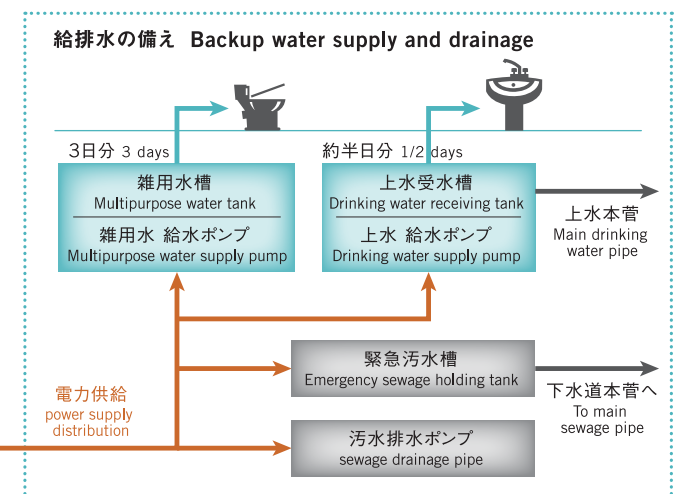 給排水の備え Backup water supply and drainage
3日分 3 days
約半日分 1/2 days
雑用水槽
Multipurpose water tank
雑用水 給水ポンプ
Multipurpose water supply pump
上水受水槽
Drinking water receiving tank
上水 給水ポンプ
Drinking water supply pump
上水本菅
Main drinking
water pipe
緊急汚水槽
Emergency sewage holding tank
下水道本菅へ
To main
sewage pipe
電力供給
power supply
distribution
汚水排水ポンプ
sewage drainage pipe